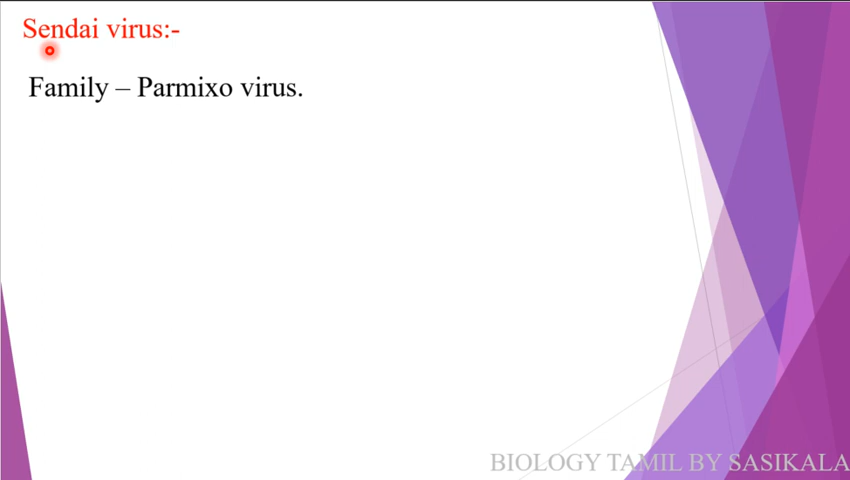 Sendai virus:-
Family – Parmixo virus.
BIOLOGY TAMIL BY SASIKALA